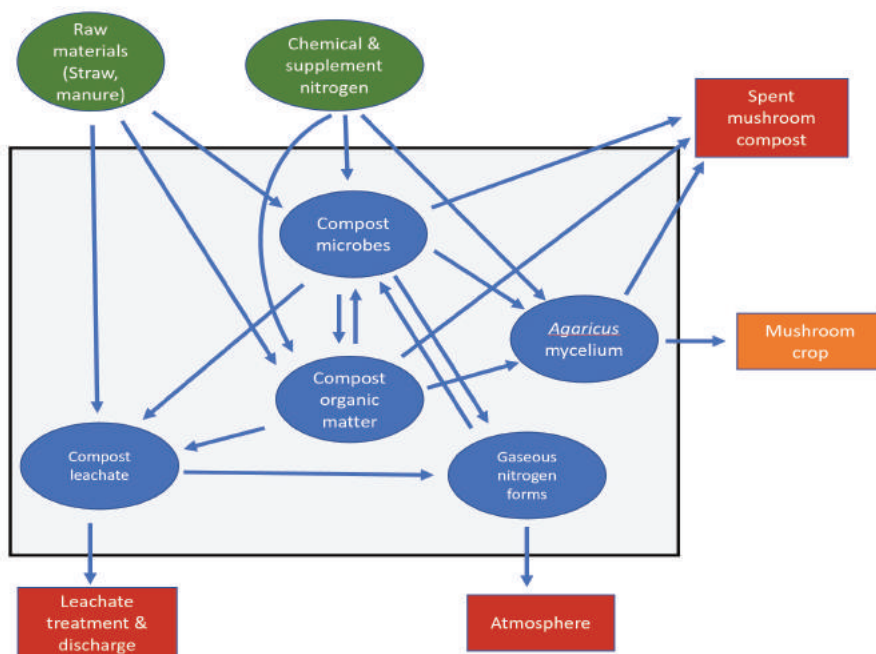 Raw
materials
(Straw,
manure)
Chemical &
supplement
nitrogen
Spent
mushroom
compost
Compost
microbes
Agaricus
mycelium
Mushroom
crop
Compost
organic
matter
Compost
leachate
Gaseous
nitrogen
forms
Leachate
treatment &
discharge
Atmosphere